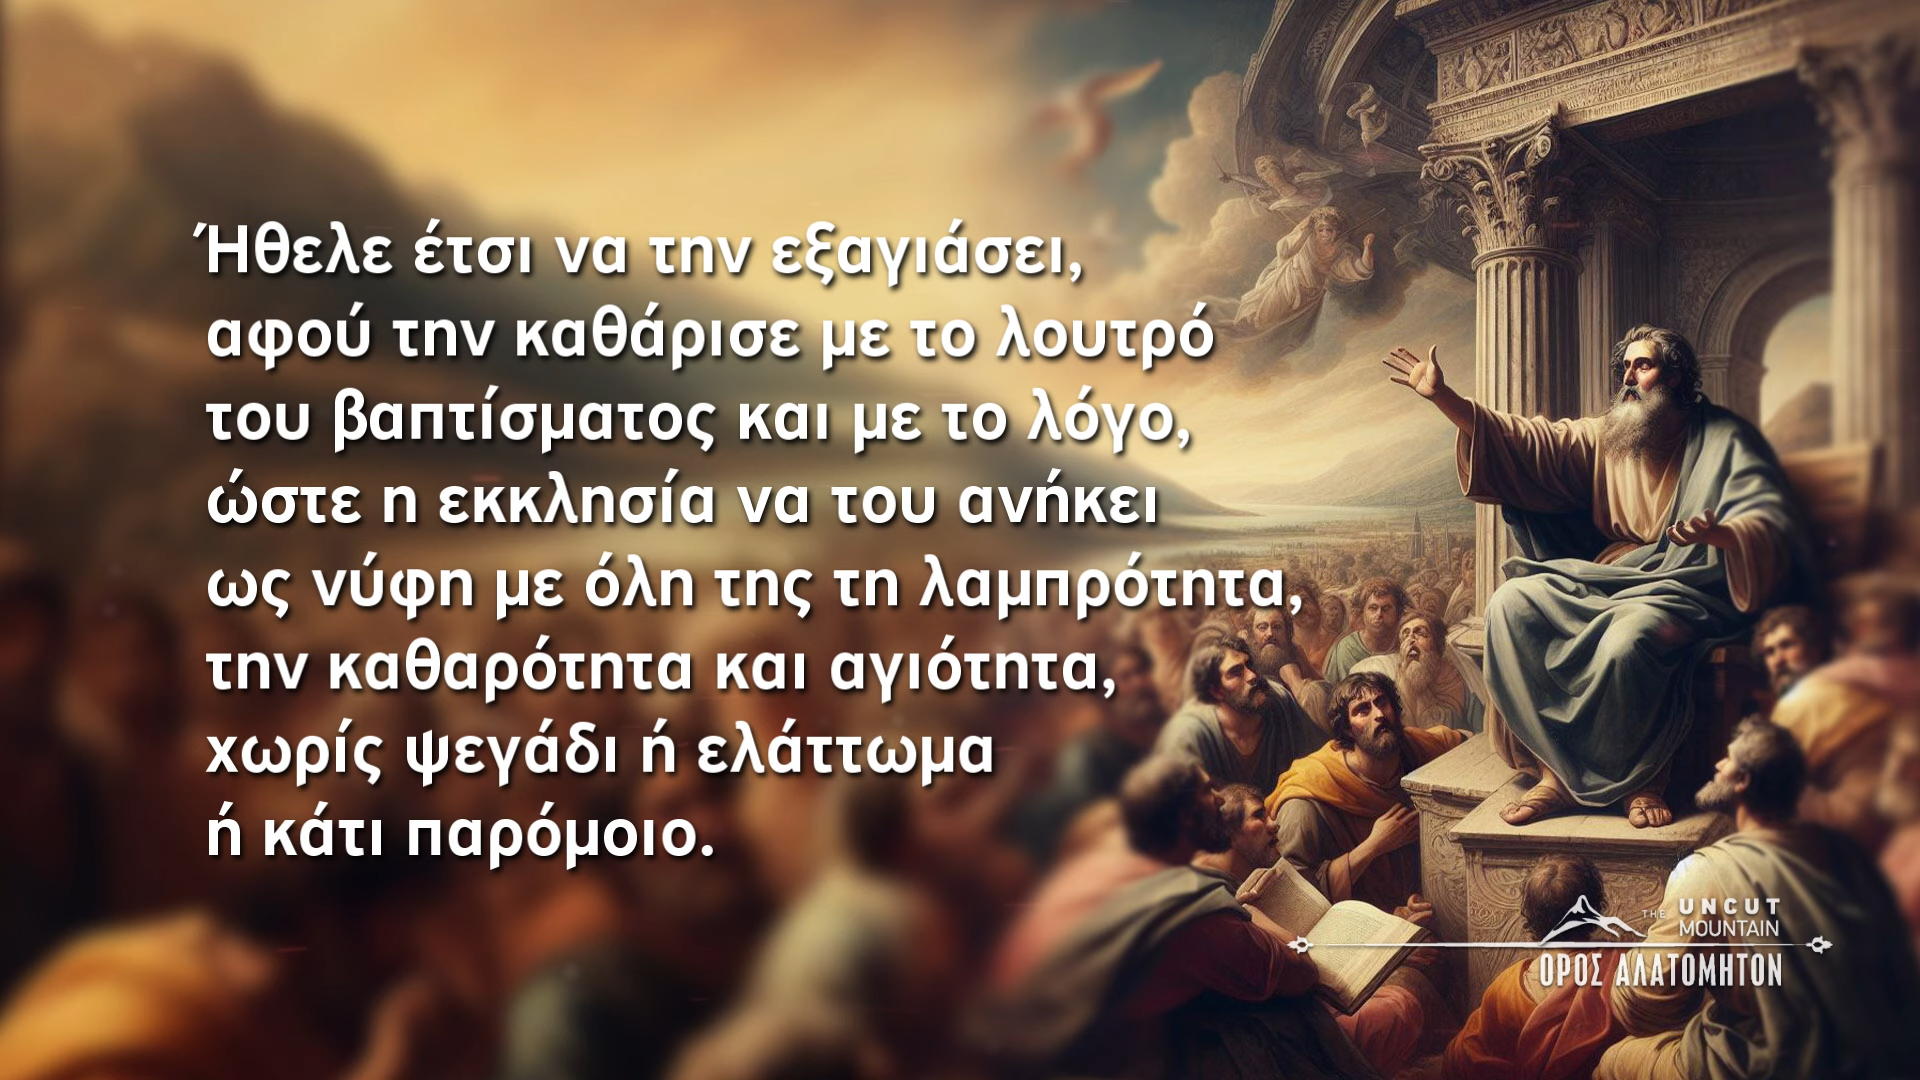 Ήθελε έτσι να την εξαγιάσει,
αφού την καθάρισε με το λουτρό
του βαπτίσματος και με το λόγο,
ώστε η εκκλησία να του ανήκει
ως νύφη με όλη της τη λαμπρότητα,
την καθαρότητα και αγιότητα,
χωρίς ψεγάδι ή ελάττωμα
ή κάτι παρόμοιο.
THE UNCUT
MOUNTAIN
ΟΡΟΣ ΑΛΑΤΟΜΗΤΟΝ